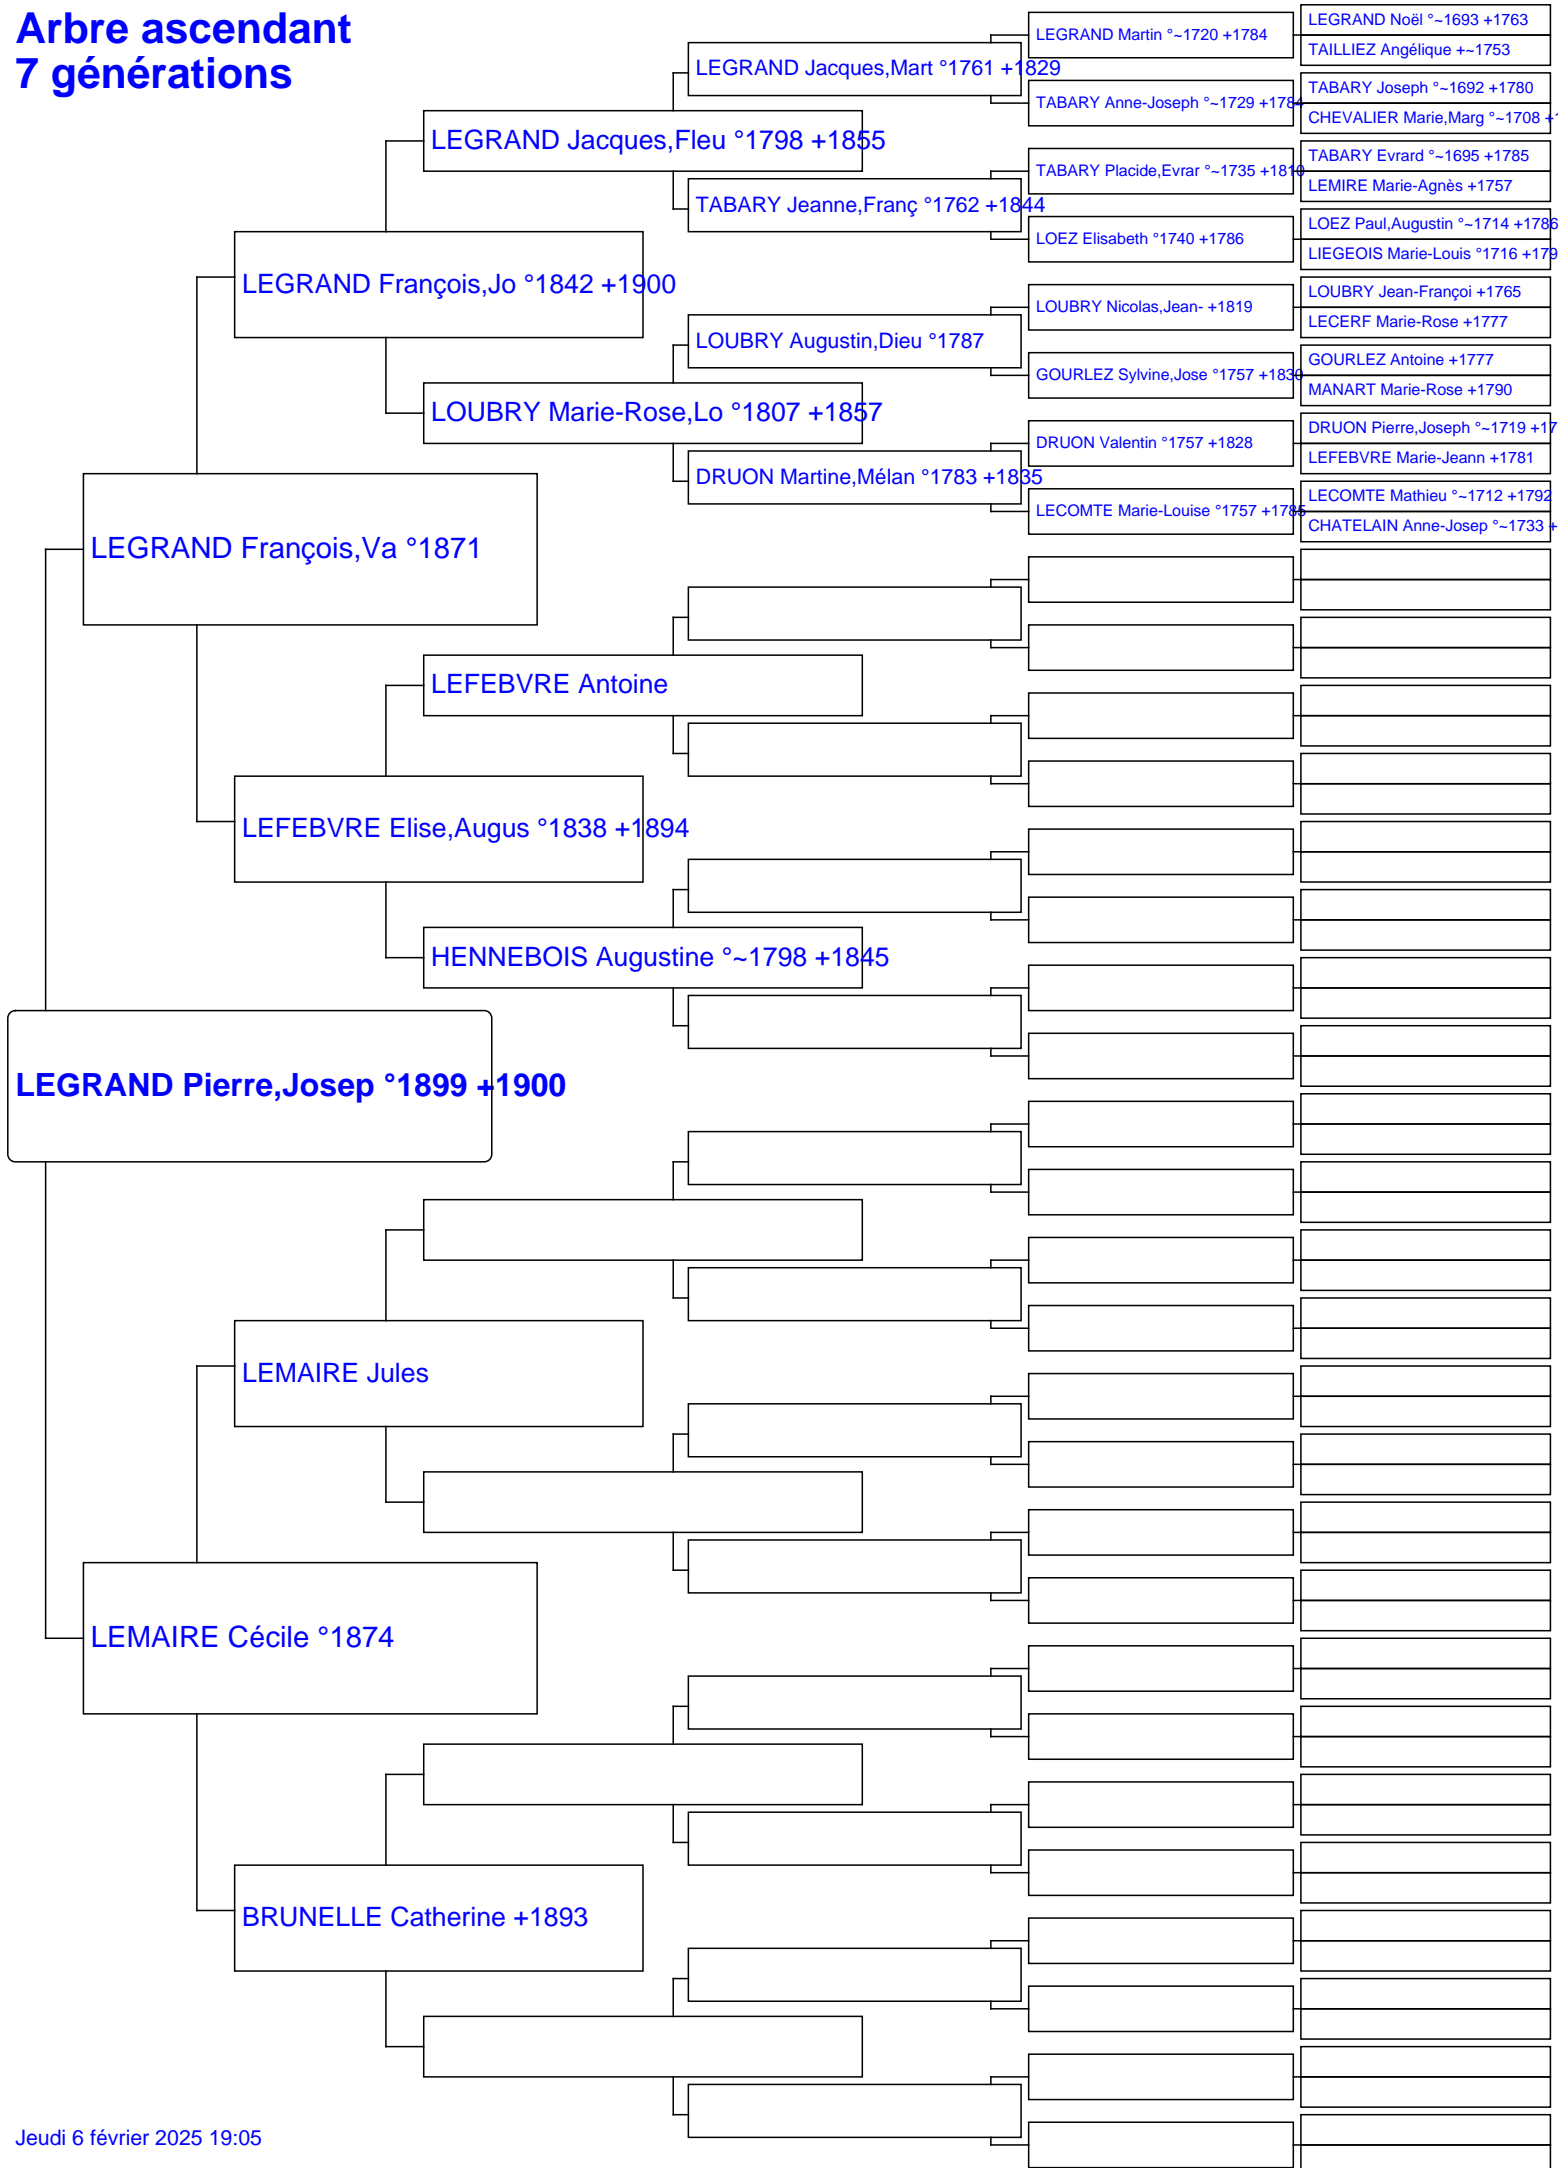 Arbre ascendant
7 générations
LEGRAND Pierre,Josep °1899 +1900
LEGRAND François,Va °1871
LEMAIRE Cécile °1874
LEGRAND François,Jo °1842 +1900
LEFEBVRE Elise,Augus °1838 +1894
LEMAIRE Jules
BRUNELLE Catherine +1893
LEGRAND Jacques,Fleu °1798 +1855
LOUBRY Marie-Rose,Lo °1807 +1857
LEFEBVRE Antoine
HENNEBOIS Augustine °~1798 +1845
LEGRAND Jacques,Mart °1761 +1829
TABARY Jeanne,Franç °1762 +1844
LOUBRY Augustin,Dieu °1787
DRUON Martine,Mélan °1783 +1835
LEGRAND Martin °~1720 +1784
TABARY Anne-Joseph °~1729 +1784
TABARY Placide,Evrar °~1735 +1810
LOEZ Elisabeth °1740 +1786
LOUBRY Nicolas,Jean- +1819
GOURLEZ Sylvine,Jose °1757 +1830
DRUON Valentin °1757 +1828
LECOMTE Marie-Louise °1757 +1785
LEGRAND Noël °~1693 +1763
TAILLIEZ Angélique +~1753
TABARY Joseph °~1692 +1780
CHEVALIER Marie,Marg °~1708 +1
TABARY Evrard °~1695 +1785
LEMIRE Marie-Agnès +1757
LOEZ Paul,Augustin °~1714 +1786
LIEGEOIS Marie-Louis °1716 +179
LOUBRY Jean-Françoi +1765
LECERF Marie-Rose +1777
GOURLEZ Antoine +1777
MANART Marie-Rose +1790
DRUON Pierre,Joseph °~1719 +17
LEFEBVRE Marie-Jeann +1781
LECOMTE Mathieu °~1712 +1792
CHATELAIN Anne-Josep °~1733 +
Jeudi 6 février 2025 19:05